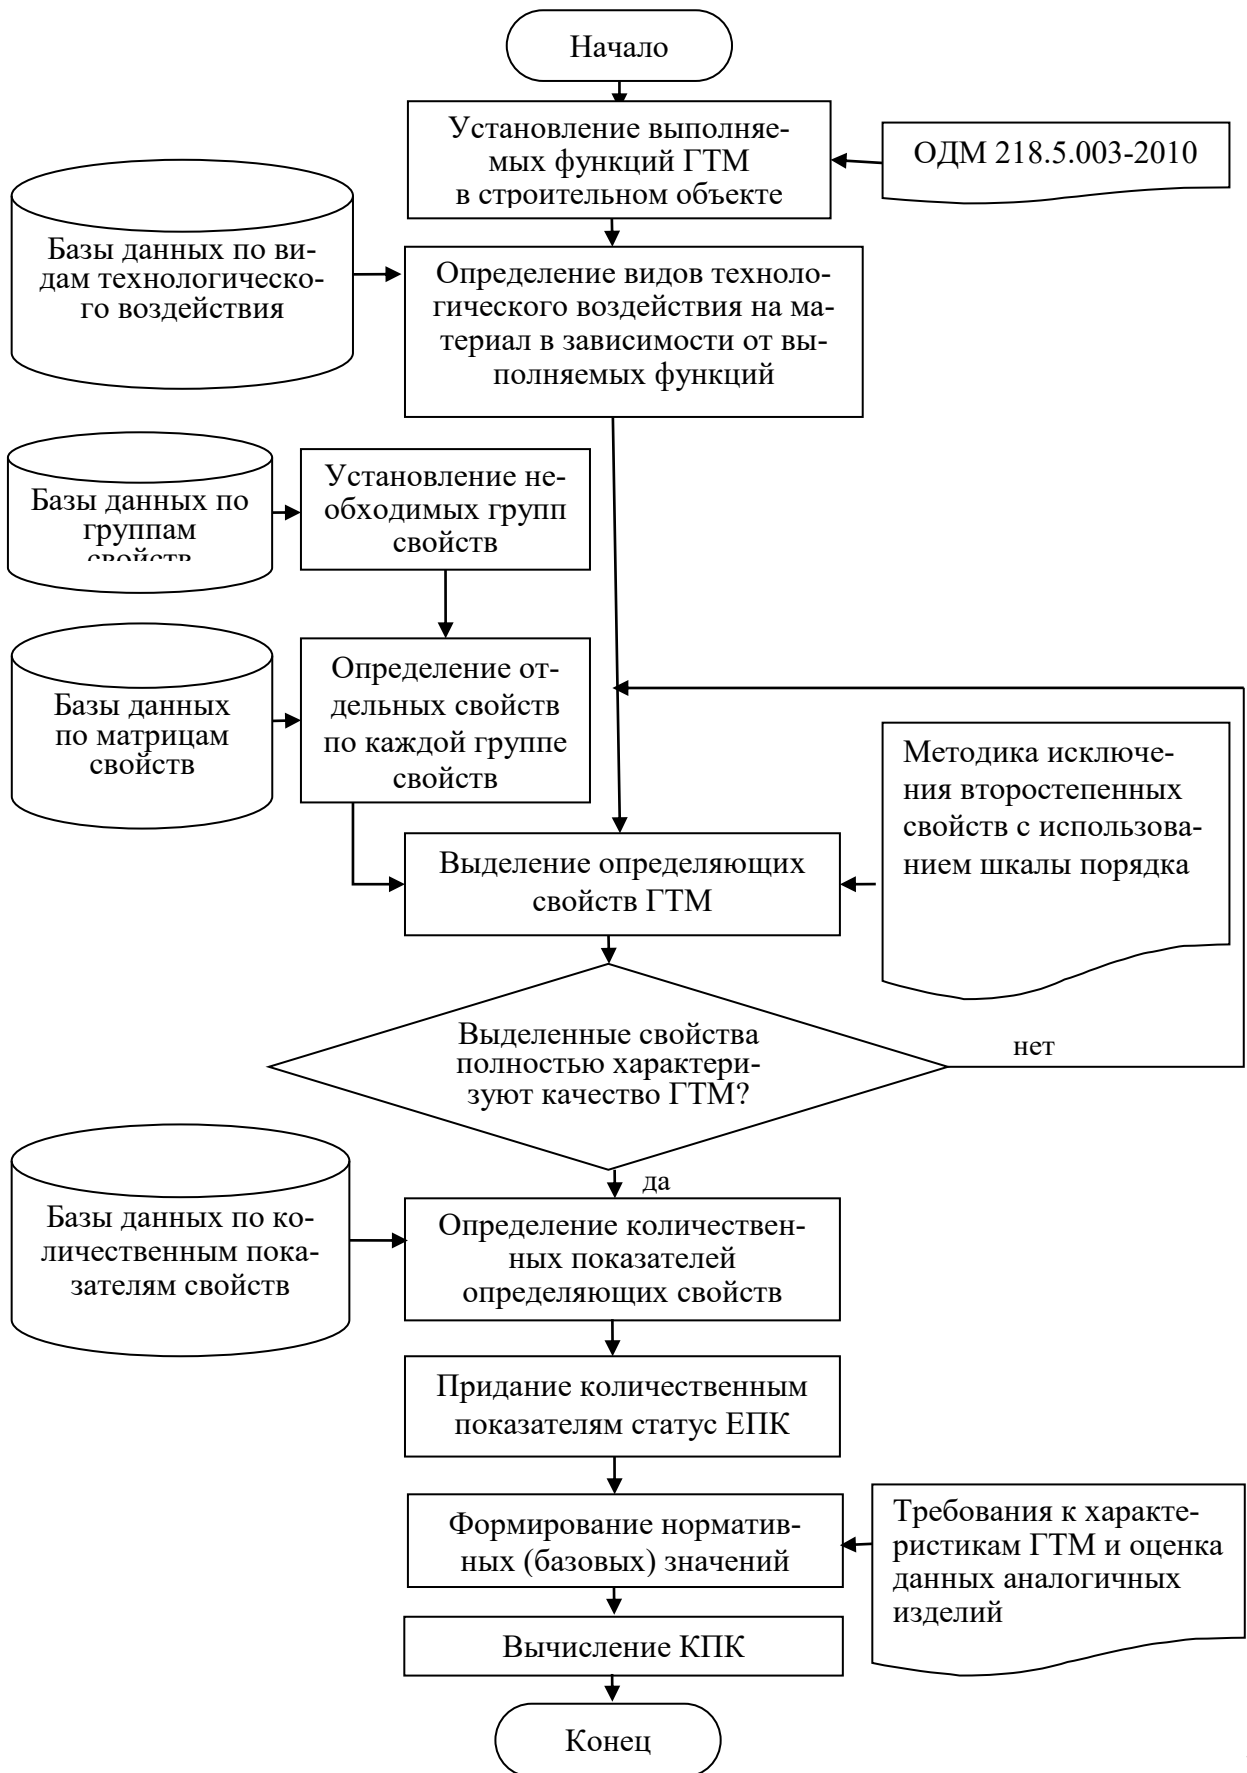 Начало
Установление выполняе-
мых функций ГТМ
в строительном объекте
ОДМ 218.5.003-2010
Базы данных по ви-
дам технологическо-
го воздействия
Определение видов техноло-
гического воздействия на ма-
териал в зависимости от вы-
полняемых функций
Базы данных по
группам
свойств
Установление не-
обходимых групп
свойств
Базы данных
по матрицам
свойств
Определение от-
дельных свойств
по каждой группе
свойств
Методика исключе-
ния второстепенных
свойств с использова-
нием шкалы порядка
Выделение определяющих
свойств ГТМ
Выделенные свойства
полностью характери-
зуют качество ГТМ?
нет
да
Базы данных по ко-
личественным пока-
зателям свойств
Определение количествен-
ных показателей
определяющих свойств
Придание количественным
показателям статус ЕПК
Формирование норматив-
ных (базовых) значений
Требования к характе-
ристикам ГТМ и оценка
данных аналогичных
изделий
Вычисление КПК
Конец